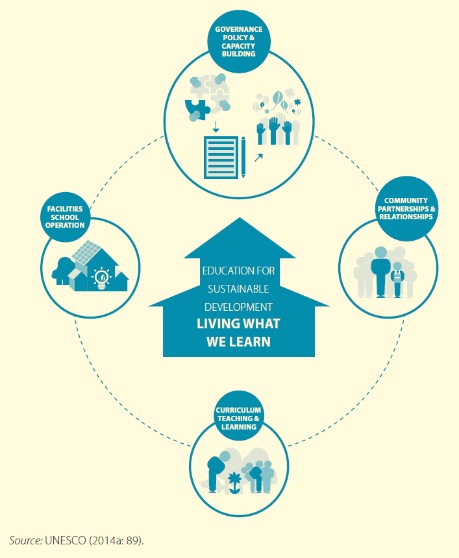 GOVERNANCE
POLICY &
CAPACITY
BUILDING
FACILITIES
SCHOOL
OPERATION
COMMUNITY
PARTNERSHIPS &
RELATIONSHIPS
EDUCATION FOR
SUSTAINABLE
DEVELOPMENT
LIVING WHAT
WE LEARN
CURRICULUM
TEACHING &
LEARNING
Source: UNESCO (2014a: 89).